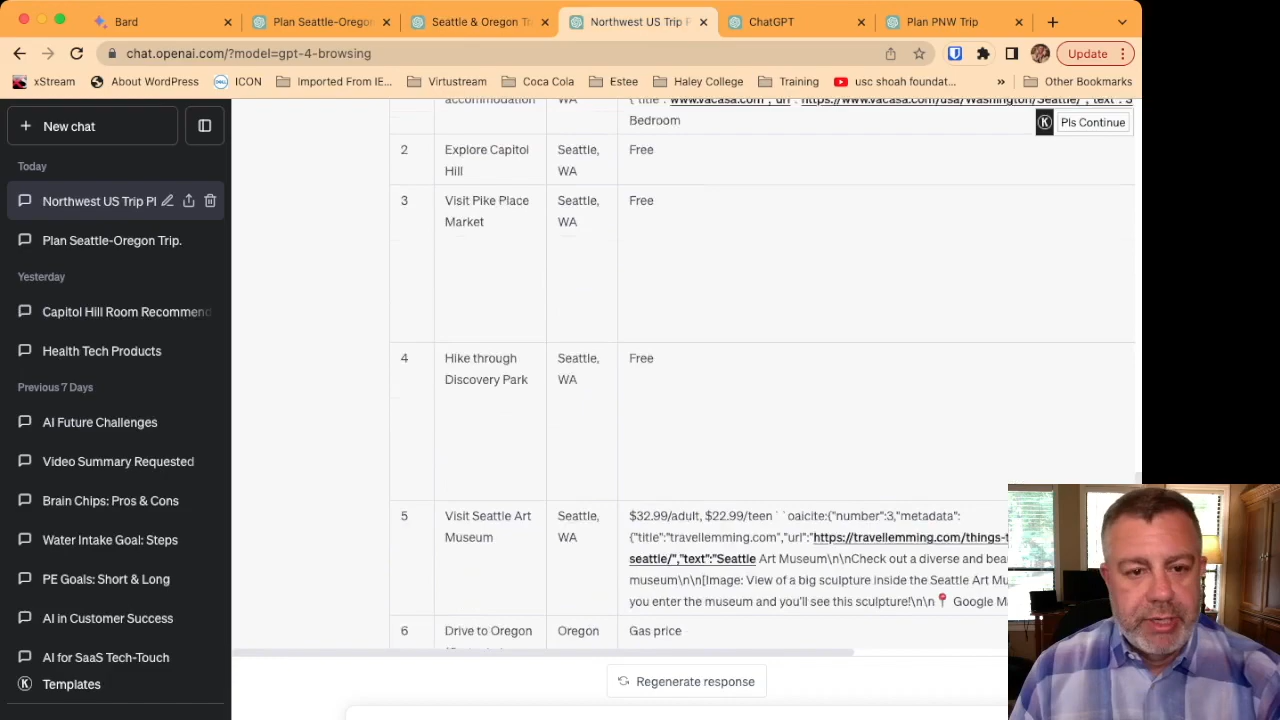 Bard
Plan Seattle-Oregon
Seattle & Oregon T
Northwest US Trip P
ChatGPT
Plan PNW Trip
chat.openai.com/?model=gpt-4-browsing
Update
xStream
About WordPress
ICON
Imported From IE...
Virtustream
Coca Cola
Estee
Haley College
Training
usc shoah foundat...
»
Other Bookmarks
New chat
Today
Northwest US Trip Pl
Plan Seattle-Oregon Trip.
Yesterday
Capitol Hill Room Recommend
Health Tech Products
Previous 7 Days
AI Future Challenges
Video Summary Requested
Brain Chips: Pros & Cons
Water Intake Goal: Steps
PE Goals: Short & Long
AI in Customer Success
AI for SaaS Tech-Touch
Templates
accommodation WA {"title":"www.vacasa.com","url":"https://www.vacasa.com/usa/Washington/Seattle/","text":"3
Bedroom
Pls Continue
2 Explore Capitol Seattle, Free
Hill WA
3 Visit Pike Place Seattle, Free
Market WA
4 Hike through Seattle, Free
Discovery Park WA
5 Visit Seattle Art Seattle, $32.99/adult, $22.99/teen``oaicite:{"number":3,"metadata":
Museum WA {"title":"travellemming.com","url":"https://travellemming.com/things-t
seattle/","text":"Seattle Art Museum\n\nCheck out a diverse and bea
museum\n\n[Image: View of a big sculpture inside the Seattle Art Mu
you enter the museum and you'll see this sculpture!\n\n📍 Google M
6 Drive to Oregon Oregon Gas price
Regenerate response